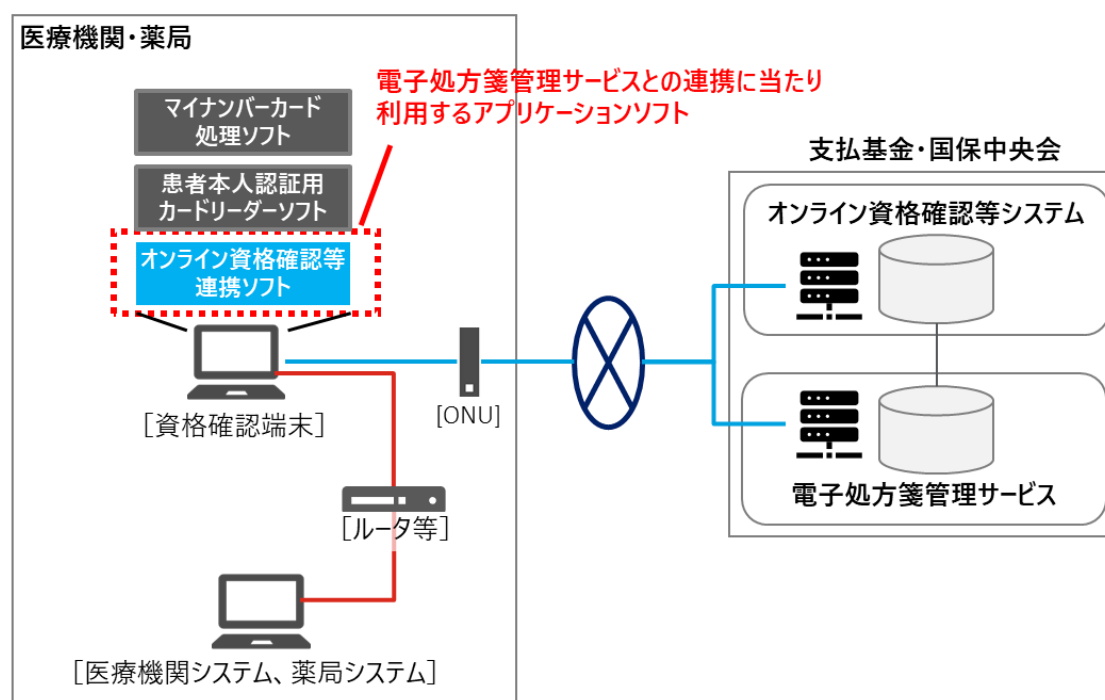 医療機関・薬局
電子処方箋管理サービスとの連携に当たり
利用するアプリケーションソフト
マイナンバーカード
処理ソフト
患者本人認証用
カードリーダーソフト
オンライン資格確認等
連携ソフト
[資格確認端末]
[ONU]
[ルータ等]
[医療機関システム、薬局システム]
支払基金・国保中央会
オンライン資格確認等システム
電子処方箋管理サービス